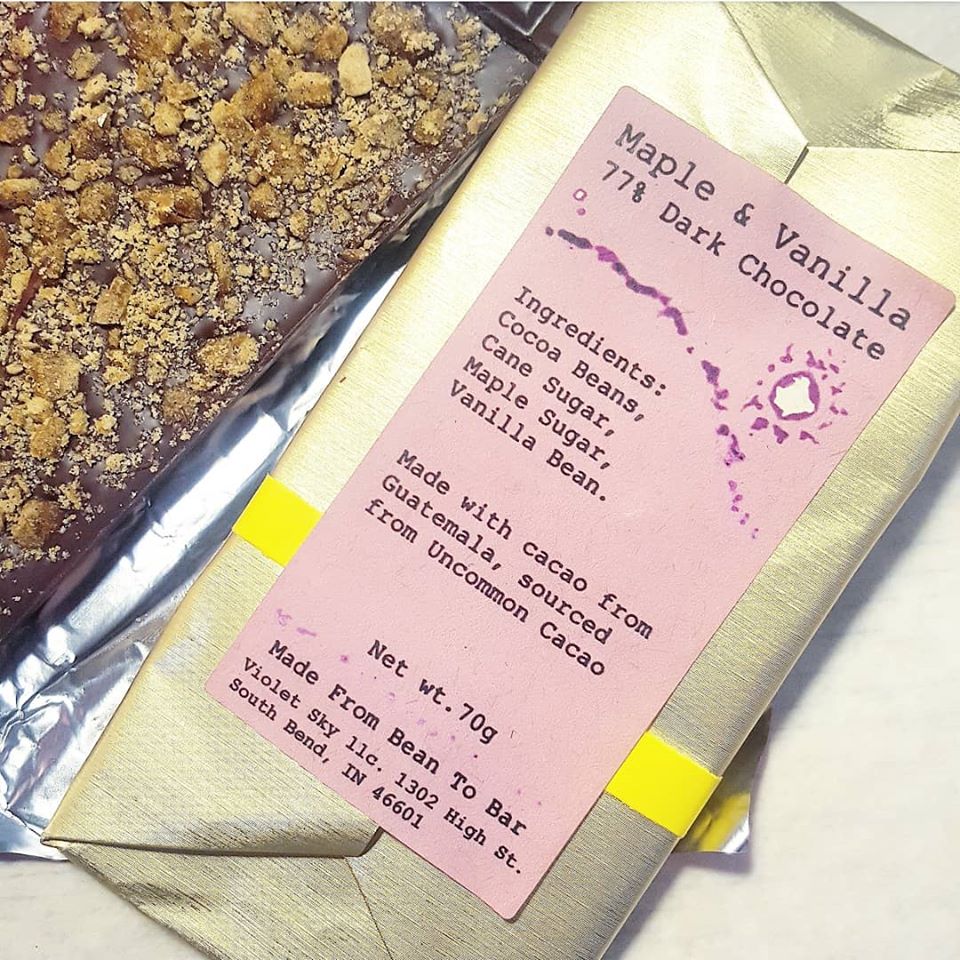 Maple & Vanilla
77% Dark Chocolate
Ingredients:
Cocoa Beans,
Cane Sugar,
Maple Sugar,
Vanilla Bean.
Made with cacao from
Guatemala, sourced
from Uncommon Cacao
Net wt. 70g
Made From Bean To Bar
Violet Sky llc. 1302 High St.
South Bend, IN 46601